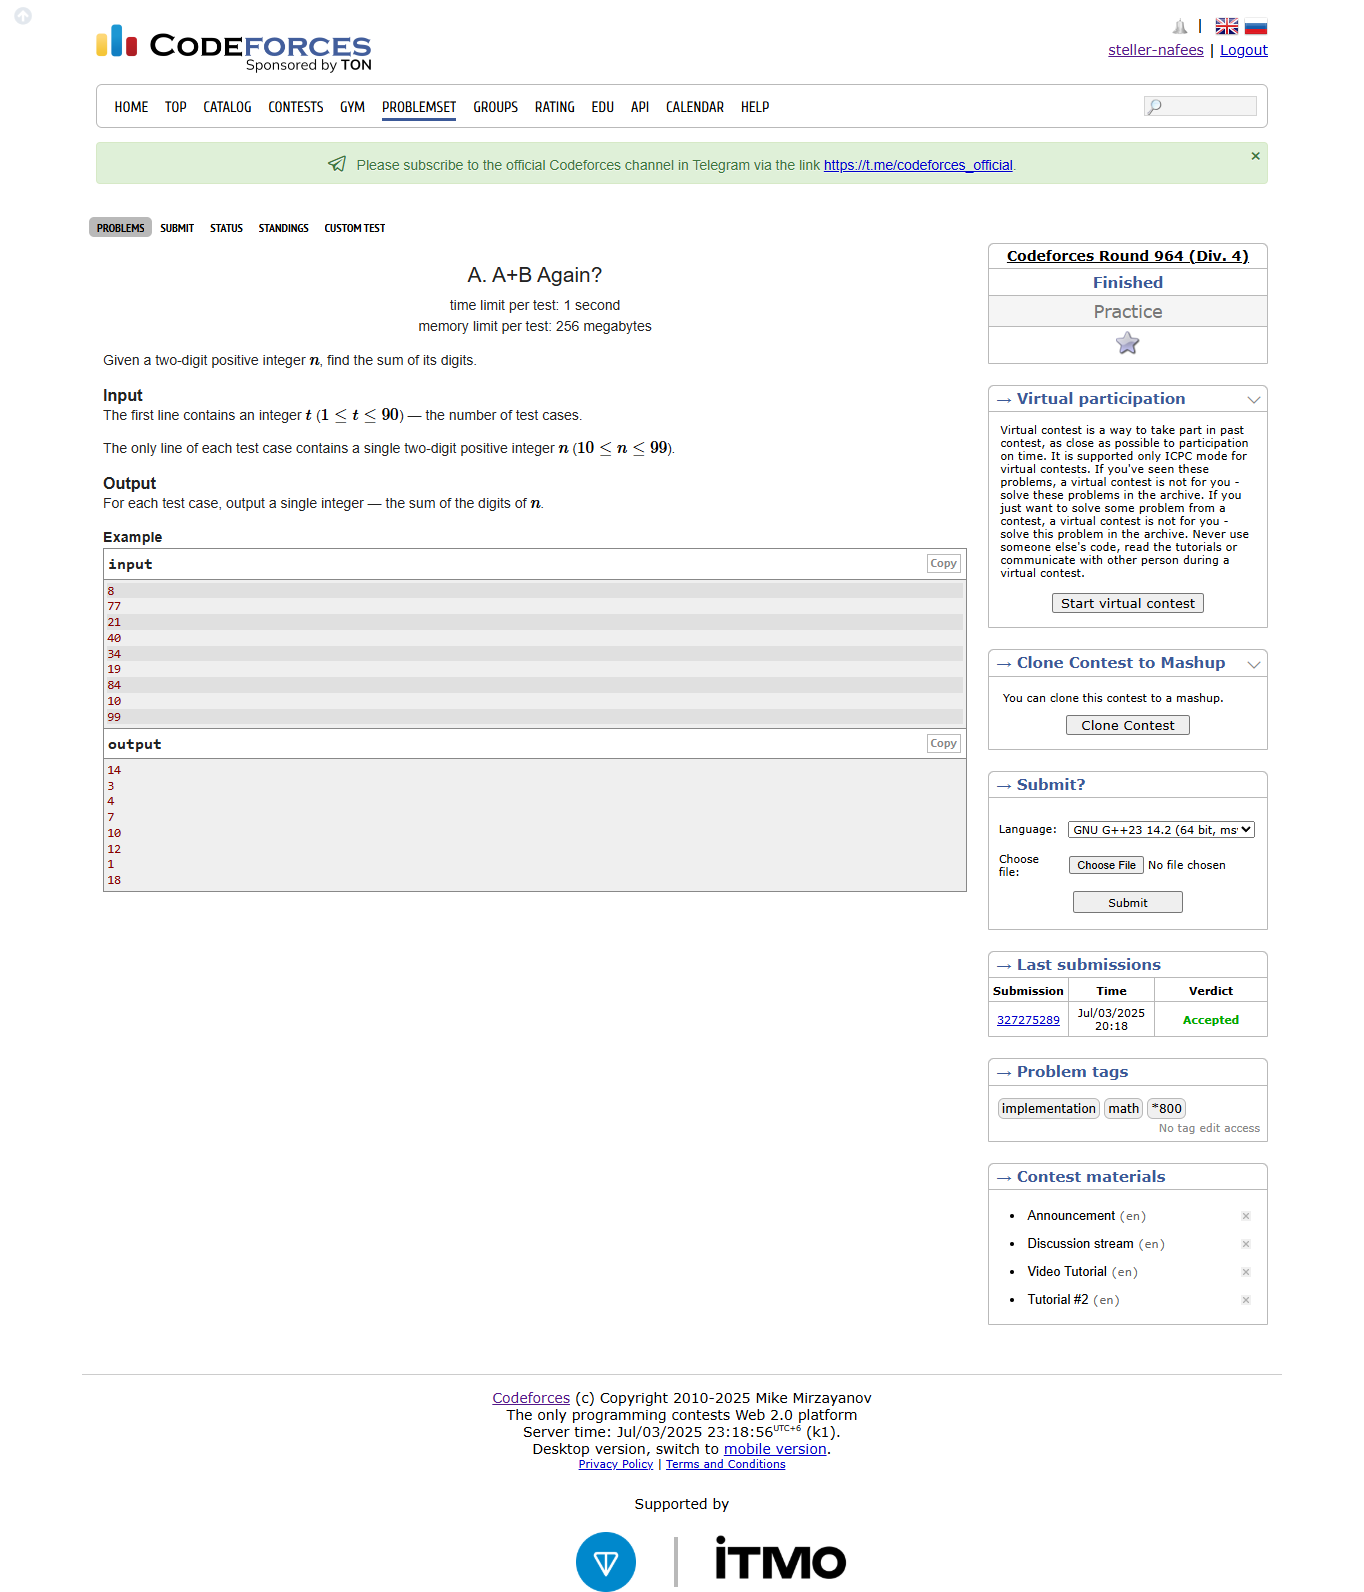 CODEFORCES
Sponsored by TON
|
steller-nafees | Logout
HOME TOP CATALOG CONTESTS GYM PROBLEMSET GROUPS RATING EDU API CALENDAR HELP
Please subscribe to the official Codeforces channel in Telegram via the link https://t.me/codeforces_official.
×
PROBLEMS SUBMIT STATUS STANDINGS CUSTOM TEST
A. A+B Again?
time limit per test: 1 second
memory limit per test: 256 megabytes
Given a two-digit positive integer n, find the sum of its digits.
Input
The first line contains an integer t (1 ≤ t ≤ 90) — the number of test cases.
The only line of each test case contains a single two-digit positive integer n (10 ≤ n ≤ 99).
Output
For each test case, output a single integer — the sum of the digits of n.
Example
input
Copy
8
77
21
40
34
19
84
10
99
output
Copy
14
3
4
7
10
12
1
18
Codeforces Round 964 (Div. 4)
Finished
Practice
→ Virtual participation
Virtual contest is a way to take part in past
contest, as close as possible to participation
on time. It is supported only ICPC mode for
virtual contests. If you've seen these
problems, a virtual contest is not for you -
solve these problems in the archive. If you
just want to solve some problem from a
contest, a virtual contest is not for you -
solve this problem in the archive. Never use
someone else's code, read the tutorials or
communicate with other person during a
virtual contest.
Start virtual contest
→ Clone Contest to Mashup
You can clone this contest to a mashup.
Clone Contest
→ Submit?
Language: GNU G++23 14.2 (64 bit, ms
Choose
file:
Choose File No file chosen
Submit
→ Last submissions
Submission Time Verdict
327275289 Jul/03/2025
20:18
Accepted
→ Problem tags
implementation math *800
No tag edit access
→ Contest materials
• Announcement (en) ×
• Discussion stream (en) ×
• Video Tutorial (en) ×
• Tutorial #2 (en) ×
Codeforces (c) Copyright 2010-2025 Mike Mirzayanov
The only programming contests Web 2.0 platform
Server time: Jul/03/2025 23:18:56UTC+6 (k1).
Desktop version, switch to mobile version.
Privacy Policy | Terms and Conditions
Supported by
iTMO